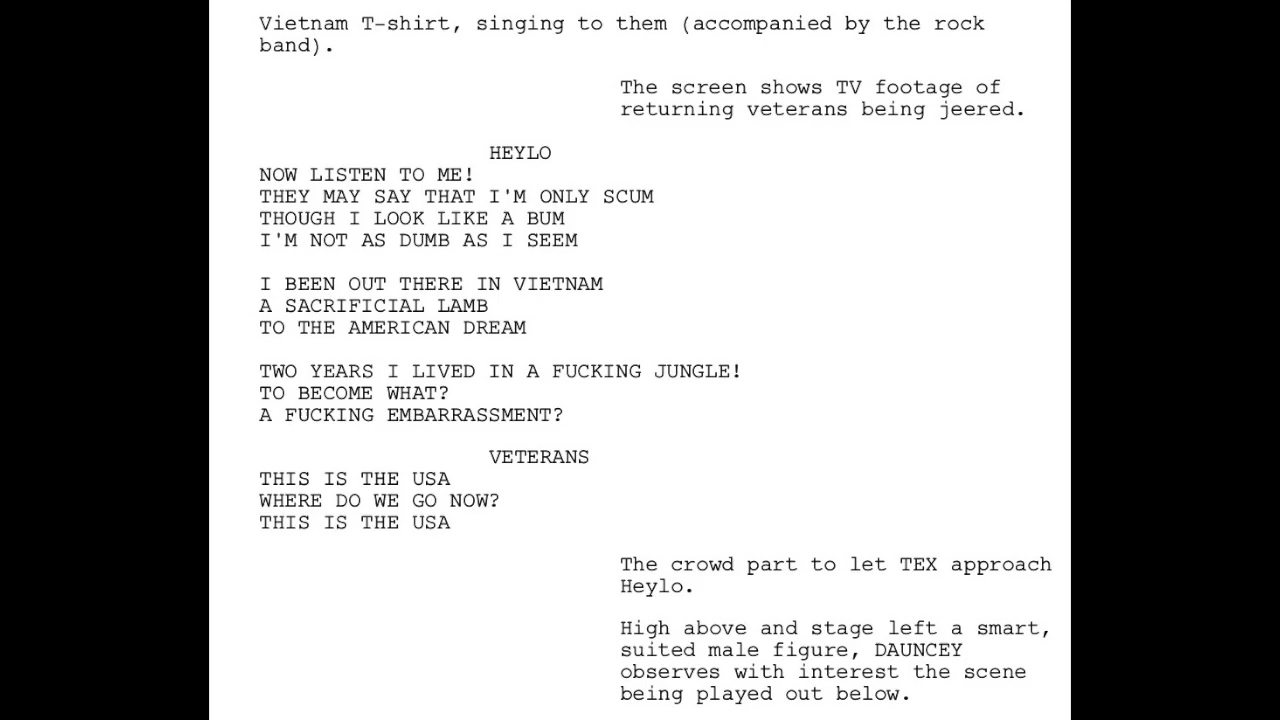 Vietnam T-shirt, singing to them (accompanied by the rock
band).
The screen shows TV footage of
returning veterans being jeered.
HEYLO
NOW LISTEN TO ME!
THEY MAY SAY THAT I'M ONLY SCUM
THOUGH I LOOK LIKE A BUM
I'M NOT AS DUMB AS I SEEM
I BEEN OUT THERE IN VIETNAM
A SACRIFICIAL LAMB
TO THE AMERICAN DREAM
TWO YEARS I LIVED IN A FUCKING JUNGLE!
TO BECOME WHAT?
A FUCKING EMBARRASSMENT?
VETERANS
THIS IS THE USA
WHERE DO WE GO NOW?
THIS IS THE USA
The crowd part to let TEX approach
Heylo.
High above and stage left a smart,
suited male figure, DAUNCEY
observes with interest the scene
being played out below.